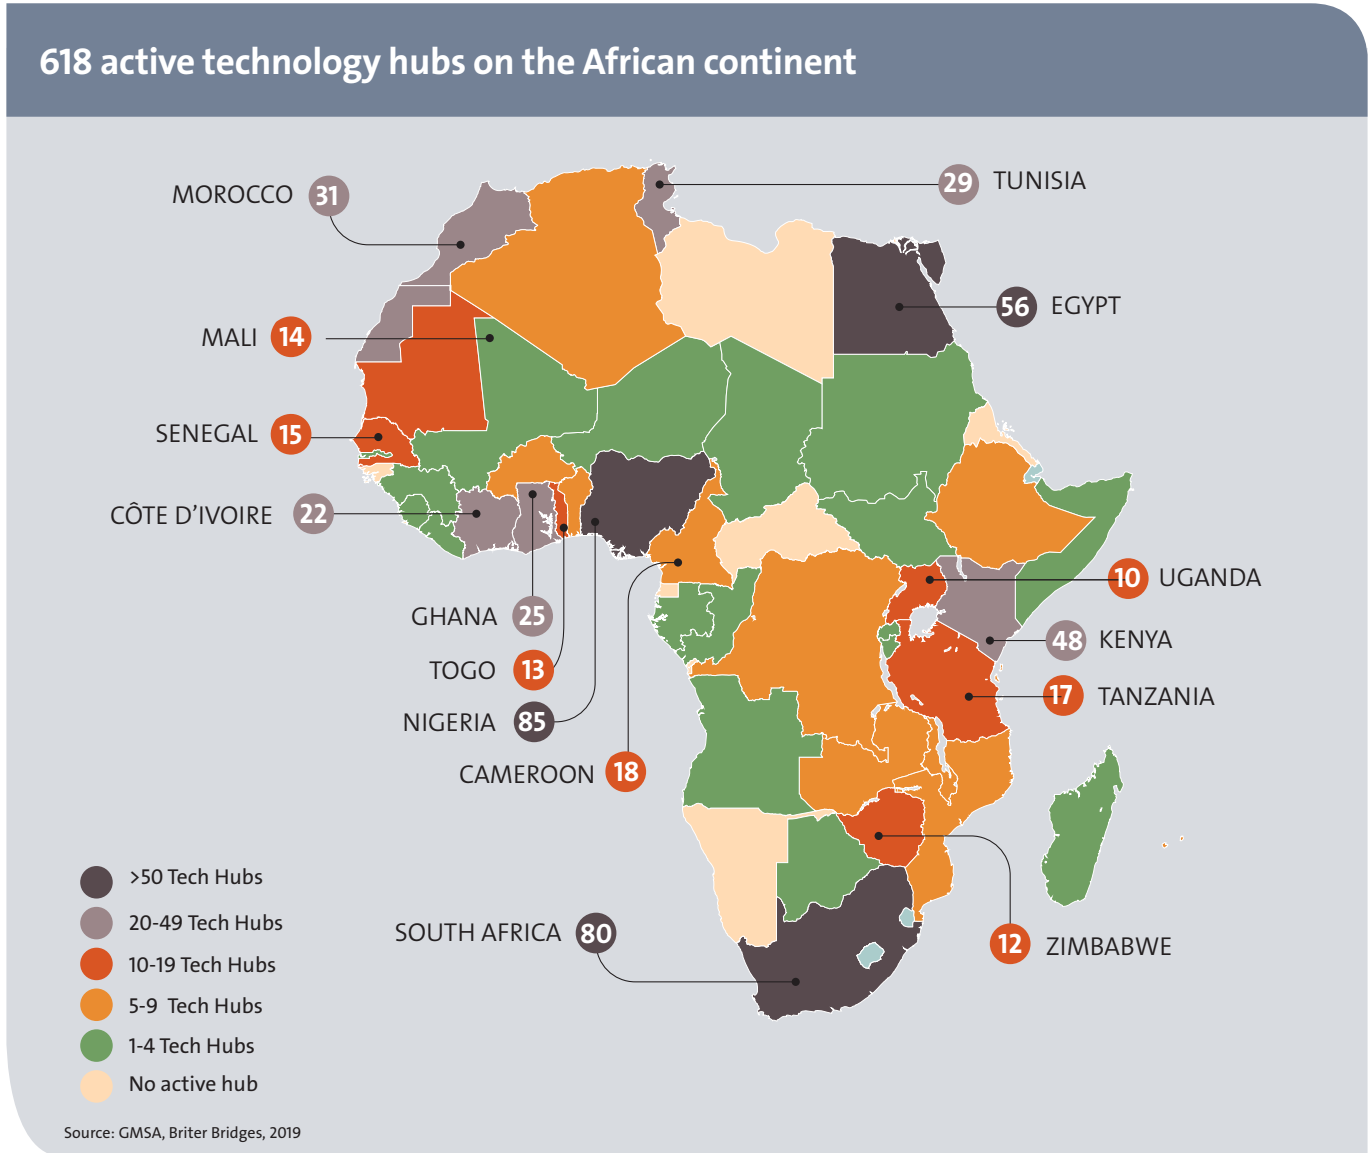 618 active technology hubs on the African continent
MOROCCO 31
29 TUNISIA
56 EGYPT
MALI 14
SENEGAL 15
CÔTE D’IVOIRE 22
10 UGANDA
GHANA 25
48 KENYA
TOGO 13
17 TANZANIA
NIGERIA 85
CAMEROON 18
>50 Tech Hubs
20-49 Tech Hubs
10-19 Tech Hubs
5-9 Tech Hubs
1-4 Tech Hubs
No active hub
SOUTH AFRICA 80
12 ZIMBABWE
Source: GMSA, Briter Bridges, 2019